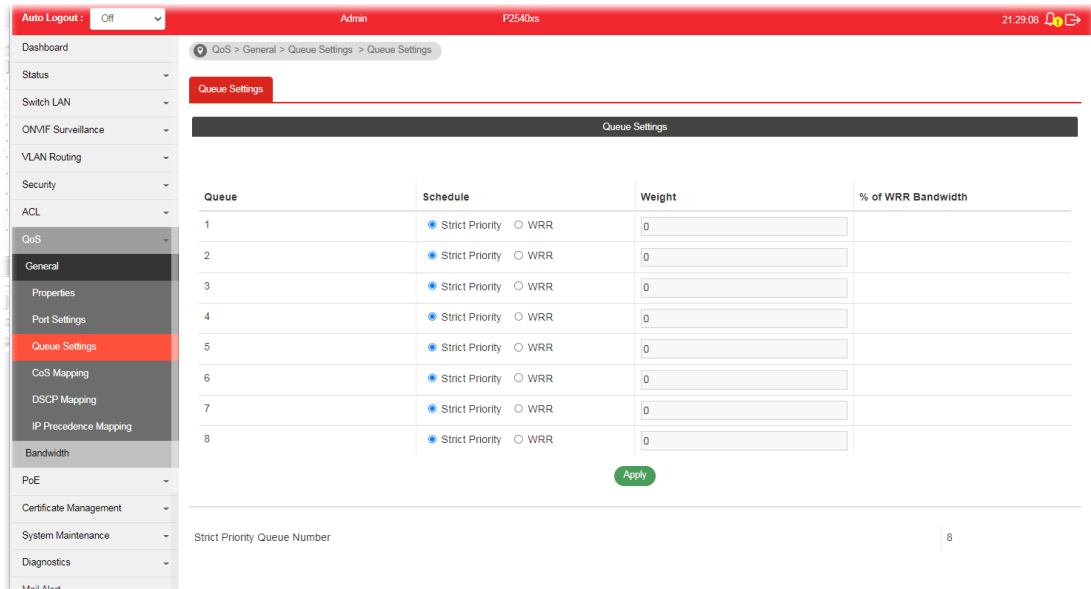 Auto Logout : Off Admin P2540xs 21:29:08
Dashboard
QoS > General > Queue Settings > Queue Settings
Status
Switch LAN
ONVIF Surveillance
VLAN Routing
Security
ACL
QoS
General
Properties
Port Settings
Queue Settings
CoS Mapping
DSCP Mapping
IP Precedence Mapping
Bandwidth
PoE
Certificate Management
System Maintenance
Diagnostics
Mail Alert
Queue Settings
Queue Settings
Queue Schedule Weight % of WRR Bandwidth
1 Strict Priority WRR 0
2 Strict Priority WRR 0
3 Strict Priority WRR 0
4 Strict Priority WRR 0
5 Strict Priority WRR 0
6 Strict Priority WRR 0
7 Strict Priority WRR 0
8 Strict Priority WRR 0
Apply
Strict Priority Queue Number 8